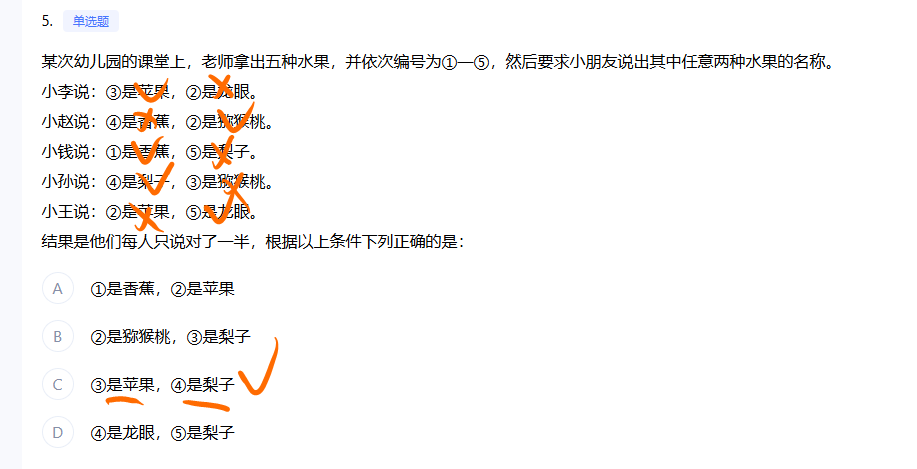 5. 单选题
某次幼儿园的课堂上，老师拿出五种水果，并依次编号为①—⑤，然后要求小朋友说出其中任意两种水果的名称。
小李说：③是苹果，②是龙眼。
小赵说：④是香蕉，②是猕猴桃。
小钱说：①是香蕉，⑤是梨子。
小孙说：④是梨子，③是猕猴桃。
小王说：②是苹果，⑤是龙眼。
结果是他们每人只说对了一半，根据以上条件下列正确的是：
A ①是香蕉，②是苹果
B ②是猕猴桃，③是梨子
C ③是苹果，④是梨子
D ④是龙眼，⑤是梨子